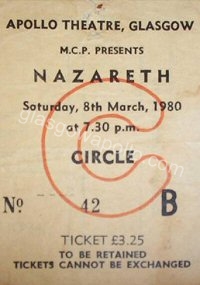 APOLLO THEATRE, GLASGOW
M.C.P. PRESENTS
NAZARETH
Saturday, 8th March, 1980
at 7.30 p.m.
C
CIRCLE
No 42 B
TICKET £3.25
TO BE RETAINED
TICKETS CANNOT BE EXCHANGED